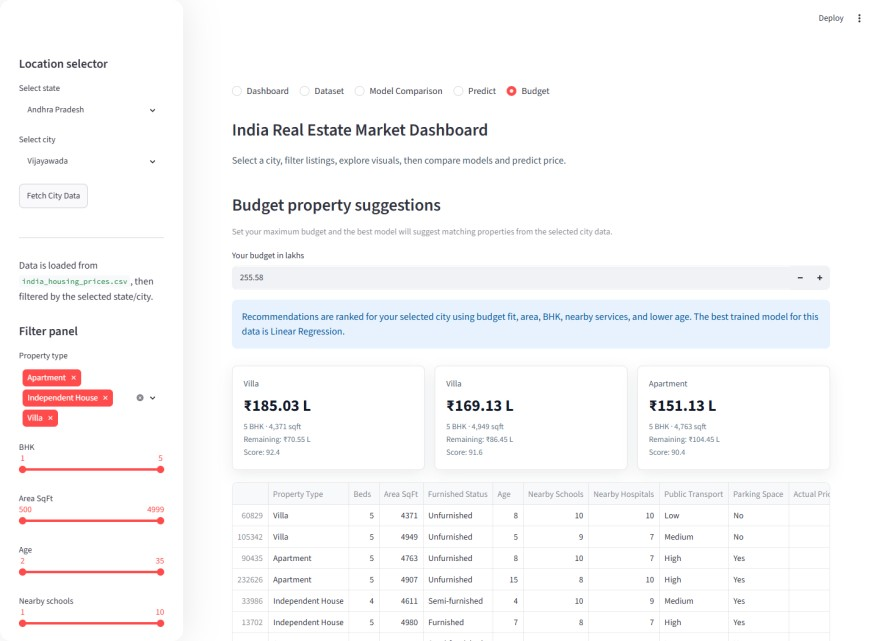 Deploy
Location selector
Select state
Andhra Pradesh
Select city
Vijayawada
Fetch City Data
Data is loaded from
india_housing_prices.csv , then
filtered by the selected state/city.
Filter panel
Property type
Apartment ×
Independent House ×
Villa ×
BHK
1 5
Area SqFt
500 4999
Age
2 35
Nearby schools
1 10
Dashboard Dataset Model Comparison Predict Budget
India Real Estate Market Dashboard
Select a city, filter listings, explore visuals, then compare models and predict price.
Budget property suggestions
Set your maximum budget and the best model will suggest matching properties from the selected city data.
Your budget in lakhs
255.58 − +
Recommendations are ranked for your selected city using budget fit, area, BHK, nearby services, and lower age. The best trained model for this
data is Linear Regression.
Villa
₹185.03 L
5 BHK · 4,371 sqft
Remaining: ₹70.55 L
Score: 92.4
Villa
₹169.13 L
5 BHK · 4,949 sqft
Remaining: ₹86.45 L
Score: 91.6
Apartment
₹151.13 L
5 BHK · 4,763 sqft
Remaining: ₹104.45 L
Score: 90.4
Property Type Beds Area SqFt Furnished Status Age Nearby Schools Nearby Hospitals Public Transport Parking Space Actual
60829 Villa 5 4371 Unfurnished 8 10 10 Low No
105342 Villa 5 4949 Unfurnished 5 9 7 Medium No
90435 Apartment 5 4763 Unfurnished 8 10 7 High Yes
232626 Apartment 5 4907 Unfurnished 15 8 10 High Yes
33986 Independent House 4 4611 Semi-furnished 4 10 9 Medium Yes
13702 Independent House 5 4980 Furnished 7 8 7 High Yes